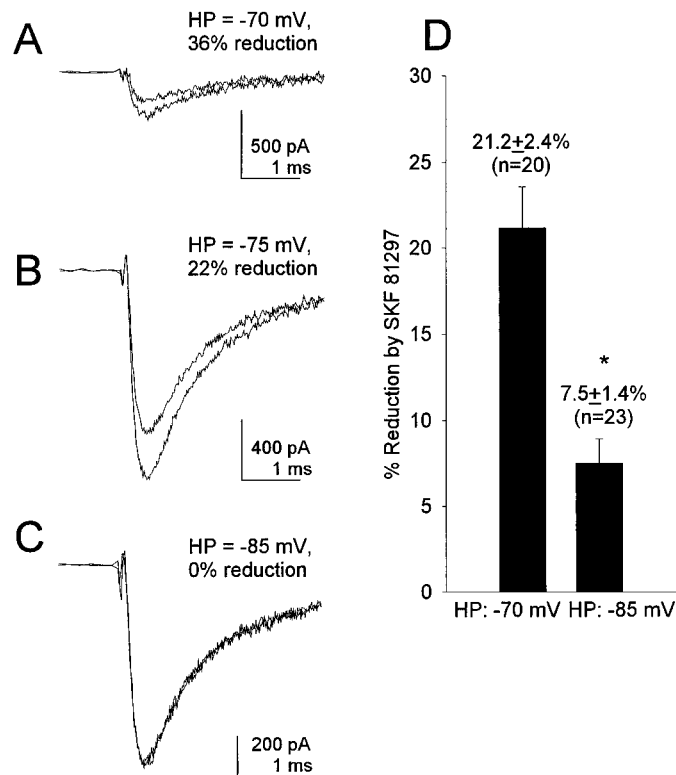 A
HP = -70 mV,
36% reduction
500 pA
1 ms
B
HP = -75 mV,
22% reduction
400 pA
1 ms
C
HP = -85 mV,
0% reduction
200 pA
1 ms
D
% Reduction by SKF 81297
30
25
20
15
10
5
0
21.2±2.4%
(n=20)
*
7.5±1.4%
(n=23)
HP: -70 mV HP: -85 mV